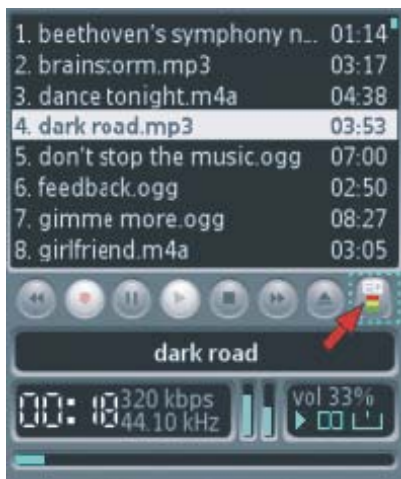 1. beethoven's symphony n... 01:14
2. brainstorm.mp3 03:17
3. dance tonight.m4a 04:38
4. dark road.mp3 03:53
5. don't stop the music.ogg 07:00
6. feedback.ogg 02:50
7. gimme more.ogg 08:27
8. girlfriend.m4a 03:05
dark road
00:18 320 kbps vol 33%
44.10 kHz